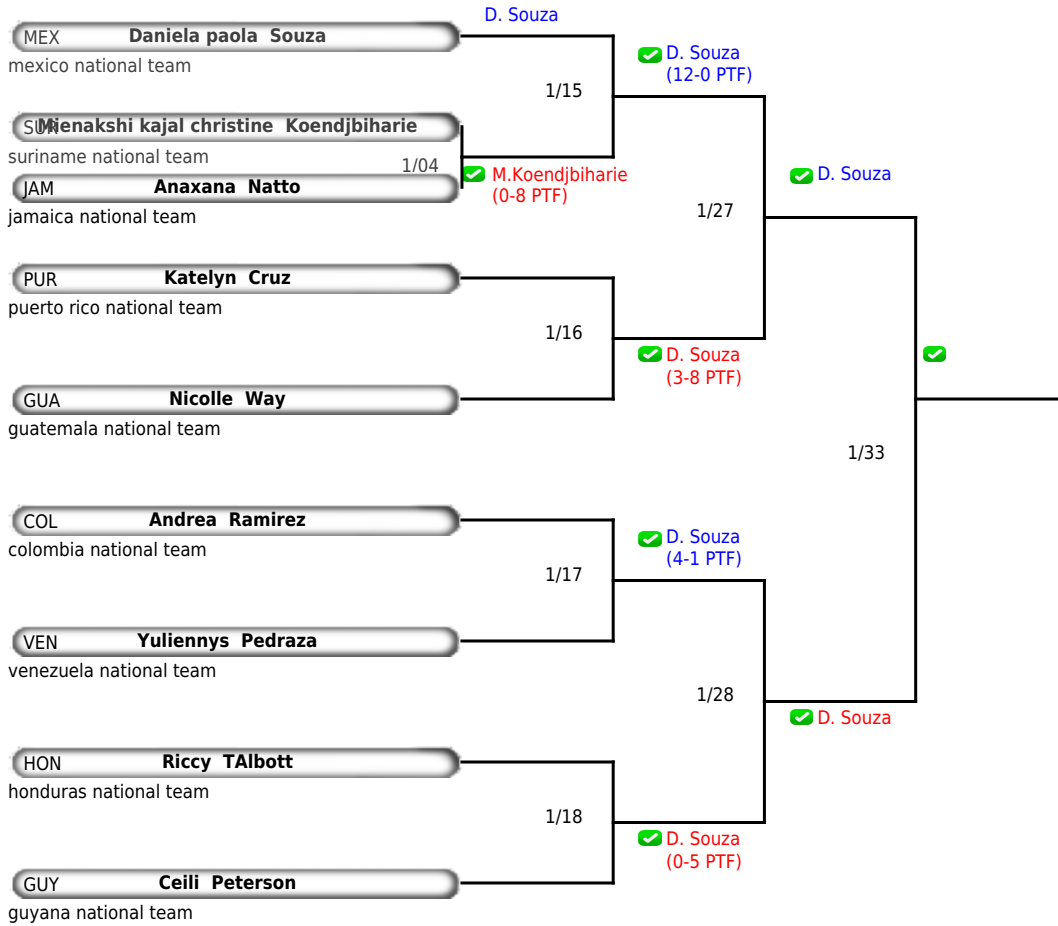 D. Souza
MEX Daniela paola Souza
mexico national team
D. Souza
(12-0 PTF)
1/15
SUR Mienakshi kajal christine Koendjbiharie
suriname national team
1/04
M.Koendjbiharie
(0-8 PTF)
JAM Anaxana Natto
jamaica national team
D. Souza
1/27
PUR Katelyn Cruz
puerto rico national team
1/16
D. Souza
(3-8 PTF)
GUA Nicolle Way
guatemala national team
1/33
COL Andrea Ramirez
colombia national team
D. Souza
(4-1 PTF)
1/17
VEN Yuliennys Pedraza
venezuela national team
1/28
D. Souza
HON Riccy TAlbott
honduras national team
1/18
D. Souza
(0-5 PTF)
GUY Ceili Peterson
guyana national team